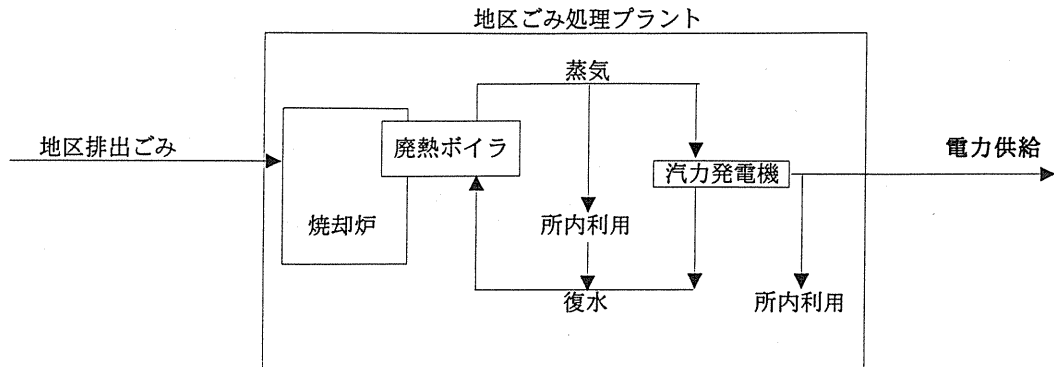 地区ごみ処理プラント
蒸気
地区排出ごみ
廃熱ボイラ
電力供給
汽力発電機
焼却炉
所内利用
復水
所内利用